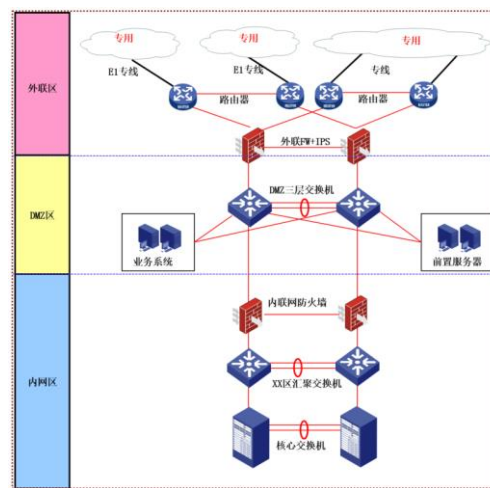 专用
专用
专用
E1专线
E1专线
专线
外联区
路由器
路由器
外联FW+IPS
DMZ三层交换机
DMZ区
业务系统
前置服务器
内联网防火墙
XX区汇聚交换机
内网区
核心交换机